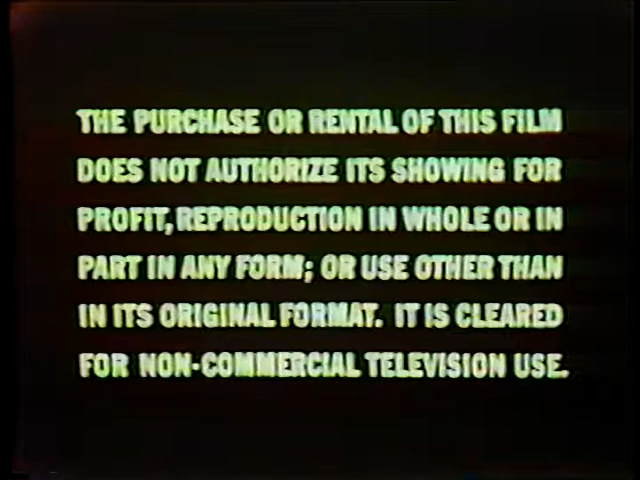 THE PURCHASE OR RENTAL OF THIS FILM
DOES NOT AUTHORIZE ITS SHOWING FOR
PROFIT, REPRODUCTION IN WHOLE OR IN
PART IN ANY FORM; OR USE OTHER THAN
IN ITS ORIGINAL FORMAT. IT IS CLEARED
FOR NON-COMMERCIAL TELEVISION USE.